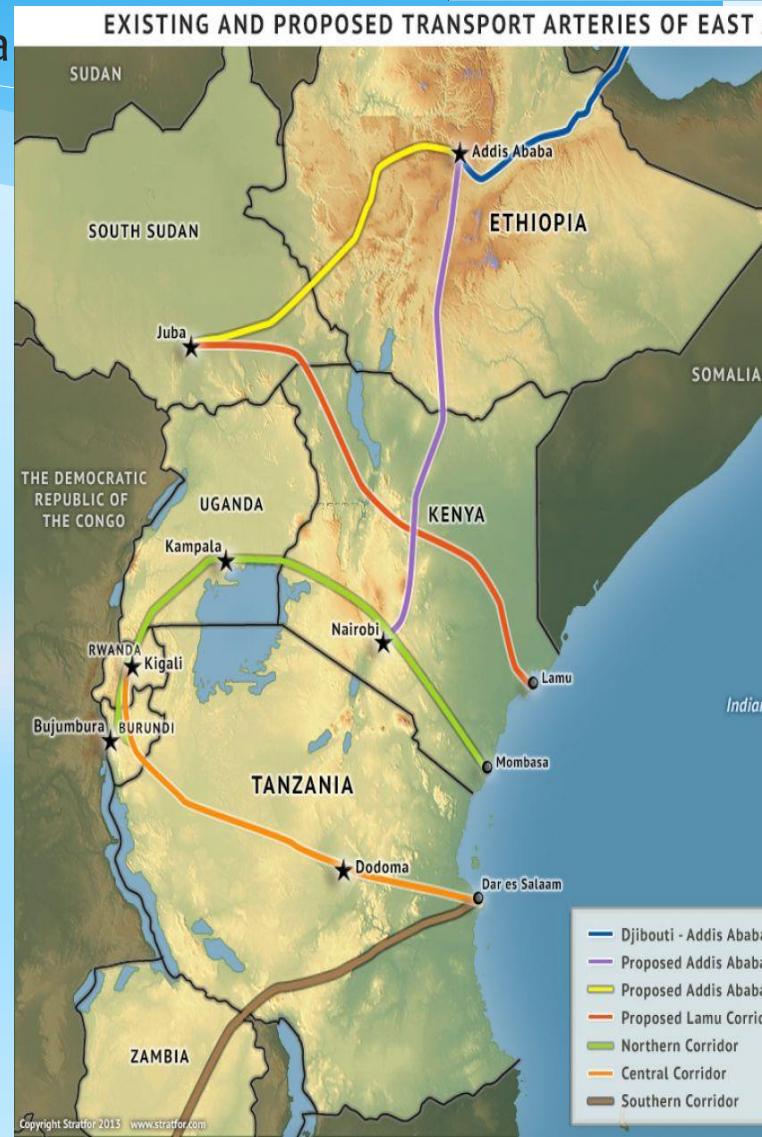 a
EXISTING AND PROPOSED TRANSPORT ARTERIES OF EAST
SUDAN
Addis Ababa
ETHIOPIA
SOUTH SUDAN
Juba
SOMALIA
THE DEMOCRATIC
REPUBLIC OF
THE CONGO
UGANDA
KENYA
Kampala
Nairobi
RWANDA
Kigali
Lamu
Bujumbura
BURUNDI
Indian
Mombasa
TANZANIA
Dodoma
Dar es Salaam
Djibouti - Addis Ababa
Proposed Addis Ababa
Proposed Addis Ababa
Proposed Lamu Corrid
Northern Corridor
Central Corridor
Southern Corridor
ZAMBIA
Copyright Stratfor 2013 www.stratfor.com